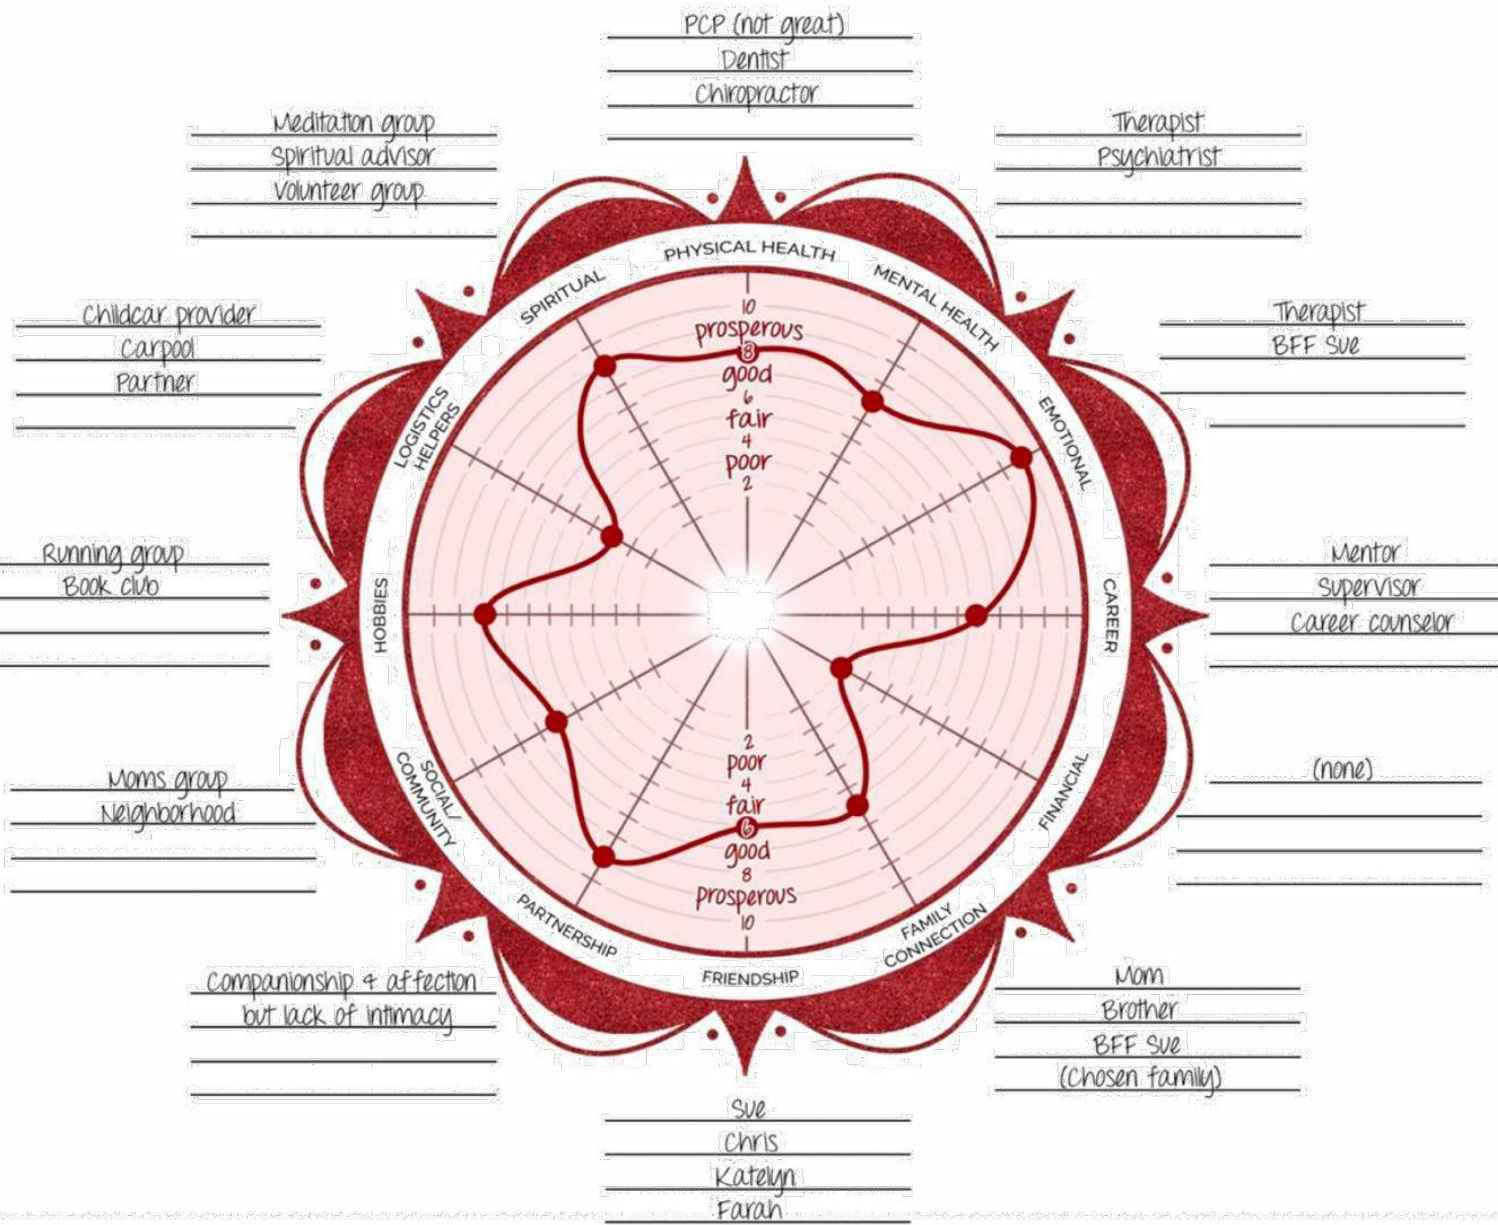 PCP (not great)
Dentist
Chiropractor
Meditation group
Spiritual advisor
Volunteer group
Therapist
Psychiatrist
Childcar provider
Carpool
Partner
Therapist
BFF Sue
Running group
Book club
Mentor
Supervisor
Career counselor
Moms group
Neighborhood
(none)
Companionship & affection
but lack of intimacy
Mom
Brother
BFF Sue
(Chosen family)
Sue
Chris
Katelyn
Farah
PHYSICAL HEALTH
MENTAL HEALTH
EMOTIONAL
CAREER
FINANCIAL
FAMILY
CONNECTION
FRIENDSHIP
PARTNERSHIP
SOCIAL/
COMMUNITY
HOBBIES
LOGISTICS
HELPERS
SPIRITUAL
10
prosperous
8
good
6
fair
4
poor
2
2
poor
4
fair
6
good
8
prosperous
10